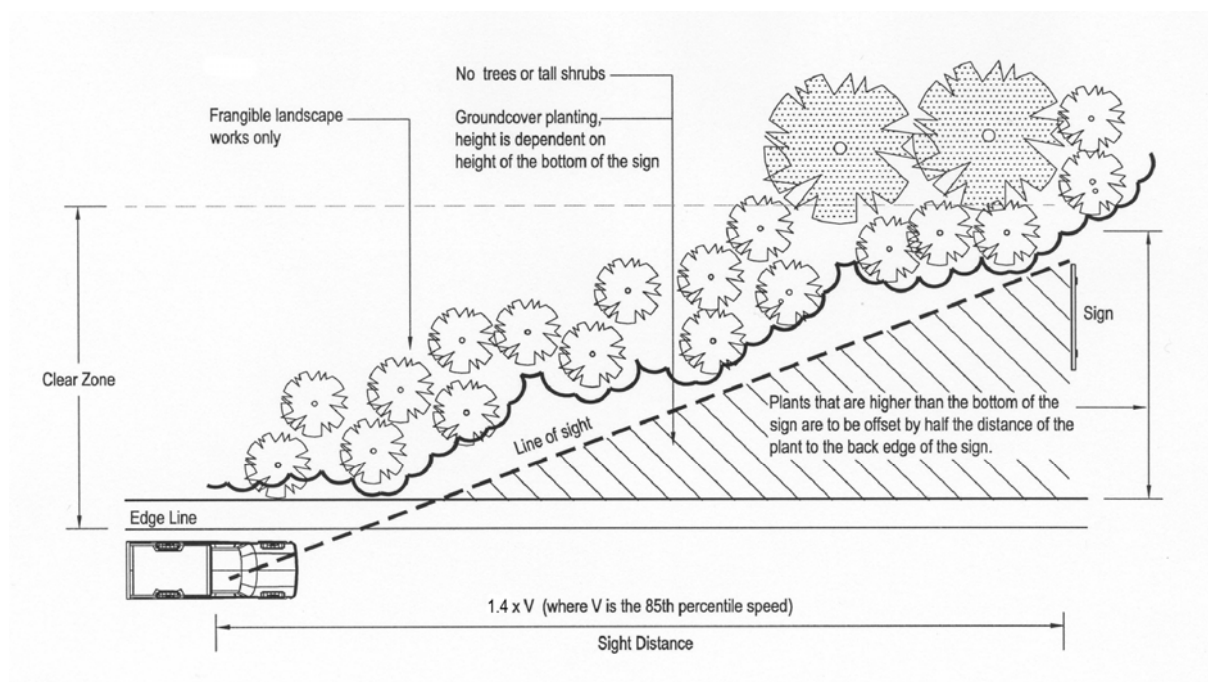 No trees or tall shrubs
Frangible landscape
works only
Groundcover planting,
height is dependent on
height of the bottom of the sign
Sign
Clear Zone
Plants that are higher than the bottom of the
sign are to be offset by half the distance of the
plant to the back edge of the sign.
Line of sight
Edge Line
1.4 x V (where V is the 85th percentile speed)
Sight Distance